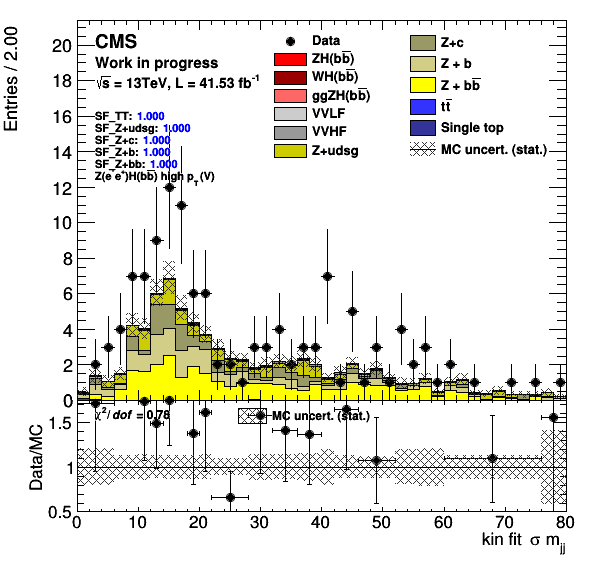 CMS
Work in progress
√s = 13TeV, L = 41.53 fb⁻¹
SF_TT: 1.000
SF_Z+udsg: 1.000
SF_Z+c: 1.000
SF_Z+b: 1.000
SF_Z+bb: 1.000
Z(e⁻e⁺)H(bb̅) high p_T(V)
Data
ZH(bb̅)
WH(bb̅)
ggZH(bb̅)
VVLF
VVHF
Z+udsg
Z+c
Z + b
Z + bb̅
tt̅
Single top
MC uncert. (stat.)
Entries / 2.00
20
18
16
14
12
10
8
6
4
2
0
χ²/dof = 0.78
MC uncert. (stat.)
Data/MC
1.5
1
0.5
0 10 20 30 40 50 60 70 80
kin fit σ m_jj